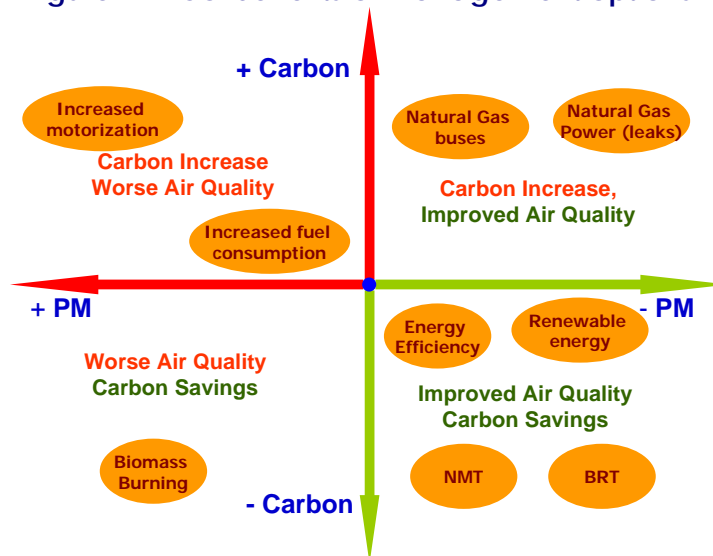 + Carbon
Increased
motorization
Natural Gas
buses
Natural Gas
Power (leaks)
Carbon Increase
Worse Air Quality
Carbon Increase,
Improved Air Quality
Increased fuel
consumption
+ PM
- PM
Energy
Efficiency
Renewable
energy
Worse Air Quality
Carbon Savings
Improved Air Quality
Carbon Savings
Biomass
Burning
NMT
BRT
- Carbon